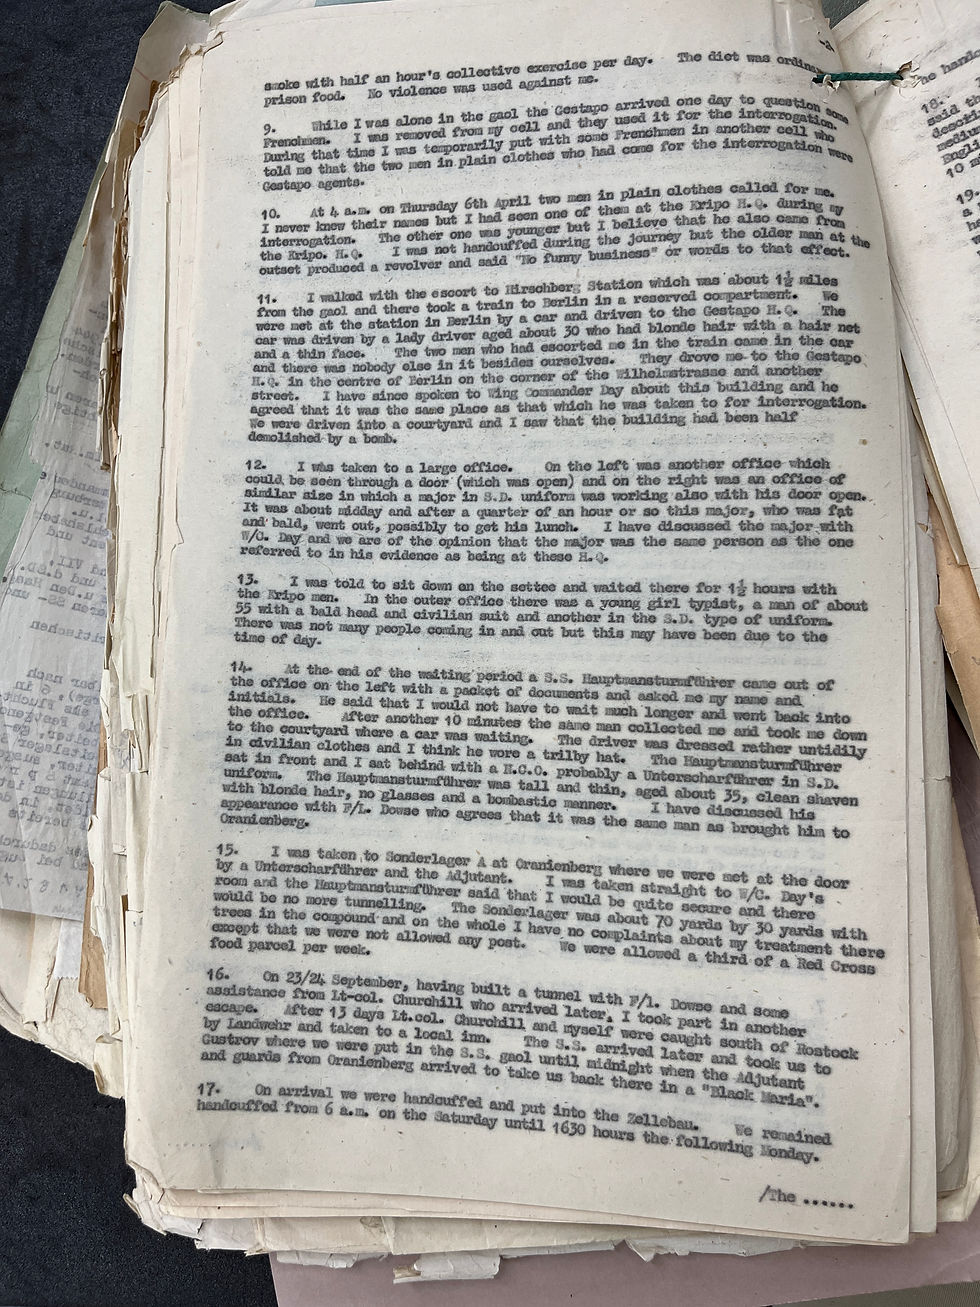 -2
smoke with half an hour's collective exercise per day. The diet was ordinary
prison food. No violence was used against me.
9. While I was alone in the gaol the Gestapo arrived one day to question some
Frenchmen. I was removed from my cell and they used it for the interrogation.
During that time I was temporarily put with some Frenchmen in another cell who
told me that the two men in plain clothes who had come for the interrogation were
Gestapo agents.
10. At 4 a.m. on Thursday 6th April two men in plain clothes called for me.
I never knew their names but I had seen one of them at the Kripo H.Q. during my
interrogation. The other one was younger but I believe that he also came from
the Kripo. H.Q. I was not handcuffed during the journey but the older man at the
outset produced a revolver and said "No funny business" or words to that effect.
11. I walked with the escort to Hirschberg Station which was about 1½ miles
from the gaol and there took a train to Berlin in a reserved compartment. We
were met at the station in Berlin by a car and driven to the Gestapo H.Q. The
car was driven by a lady driver aged about 30 who had blonde hair with a hair net
and a thin face. The two men who had escorted me in the train came in the car
and there was nobody else in it besides ourselves. They drove me to the Gestapo
H.Q. in the centre of Berlin on the corner of the Wilhelmstrasse and another
street. I have since spoken to Wing Commander Day about this building and he
agreed that it was the same place as that which he was taken to for interrogation.
We were driven into a courtyard and I saw that the building had been half
demolished by a bomb.
12. I was taken to a large office. On the left was another office which
could be seen through a door (which was open) and on the right was an office of
similar size in which a major in S.D. uniform was working also with his door open.
It was about midday and after a quarter of an hour or so this major, who was fat
and bald, went out, possibly to get his lunch. I have discussed the major with
W/C. Day and we are of the opinion that the major was the same person as the one
referred to in his evidence as being at these H.Q.
13. I was told to sit down on the settee and waited there for 1½ hours with
the Kripo men. In the outer office there was a young girl typist, a man of about
55 with a bald head and civilian suit and another in the S.D. type of uniform.
There was not many people coming in and out but this may have been due to the
time of day.
14. At the end of the waiting period a S.S. Hauptmansturmführer came out of
the office on the left with a packet of documents and asked me my name and
initials. He said that I would not have to wait much longer and went back into
the office. After another 10 minutes the same man collected me and took me down
to the courtyard where a car was waiting. The driver was dressed rather untidily
in civilian clothes and I think he wore a trilby hat. The Hauptmansturmführer
sat in front and I sat behind with a N.C.O. probably a Unterscharführer in S.D.
uniform. The Hauptmansturmführer was tall and thin, aged about 35, clean shaven
with blonde hair, no glasses and a bombastic manner. I have discussed his
appearance with F/L. Dowse who agrees that it was the same man as brought him to
Oranienberg.
15. I was taken to Sonderlager A at Oranienberg where we were met at the door
by a Unterscharführer and the Adjutant. I was taken straight to W/C. Day's
room and the Hauptmansturmführer said that I would be quite secure and there
would be no more tunnelling. The Sonderlager was about 70 yards by 30 yards with
trees in the compound and on the whole I have no complaints about my treatment there
except that we were not allowed any post. We were allowed a third of a Red Cross
food parcel per week.
16. On 23/24 September, having built a tunnel with F/L. Dowse and some
assistance from Lt-col. Churchill who arrived later, I took part in another
escape. After 13 days Lt.col. Churchill and myself were caught south of Rostock
by Landwehr and taken to a local inn. The S.S. arrived later and took us to
Gustrov where we were put in the S.S. gaol until midnight when the Adjutant
and guards from Oranienberg arrived to take us back there in a "Black Maria".
17. On arrival we were handcuffed and put into the Zellebau. We remained
handcuffed from 6 a.m. on the Saturday until 1630 hours the following Monday.
/The ......
18.
said
10
19.